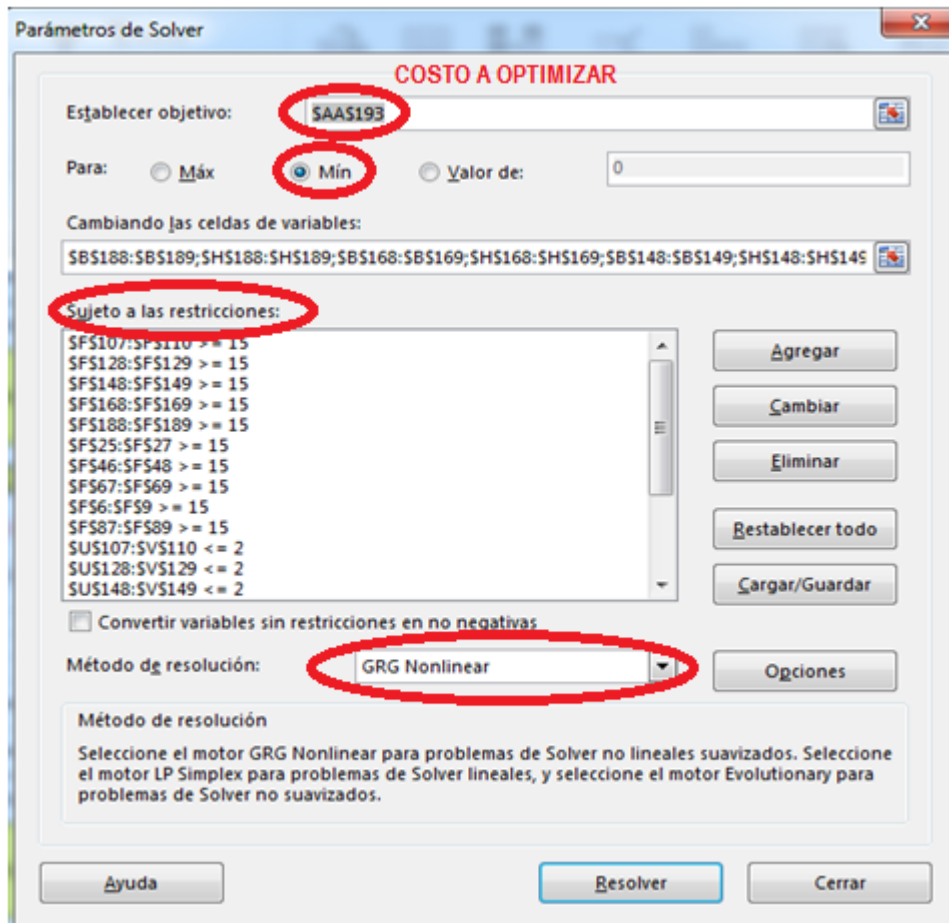 Parámetros de Solver
COSTO A OPTIMIZAR
Establecer objetivo: $AA$193
Para: Máx Mín Valor de: 0
Cambiando las celdas de variables:
$B$188:$B$189;$H$188:$H$189;$B$168:$B$169;$H$168:$H$169;$B$148:$B$149;$H$148:$H$149
Sujeto a las restricciones:
$F$107:$F$110 >= 15
$F$128:$F$129 >= 15
$F$148:$F$149 >= 15
$F$168:$F$169 >= 15
$F$188:$F$189 >= 15
$F$25:$F$27 >= 15
$F$46:$F$48 >= 15
$F$67:$F$69 >= 15
$F$6:$F$9 >= 15
$F$87:$F$89 >= 15
$U$107:$V$110 <= 2
$U$128:$V$129 <= 2
$U$148:$V$149 <= 2
Agregar
Cambiar
Eliminar
Restablecer todo
Cargar/Guardar
Convertir variables sin restricciones en no negativas
Método de resolución: GRG Nonlinear Opciones
Método de resolución
Seleccione el motor GRG Nonlinear para problemas de Solver no lineales suavizados. Seleccione
el motor LP Simplex para problemas de Solver lineales, y seleccione el motor Evolutionary para
problemas de Solver no suavizados.
Ayuda Resolver Cerrar